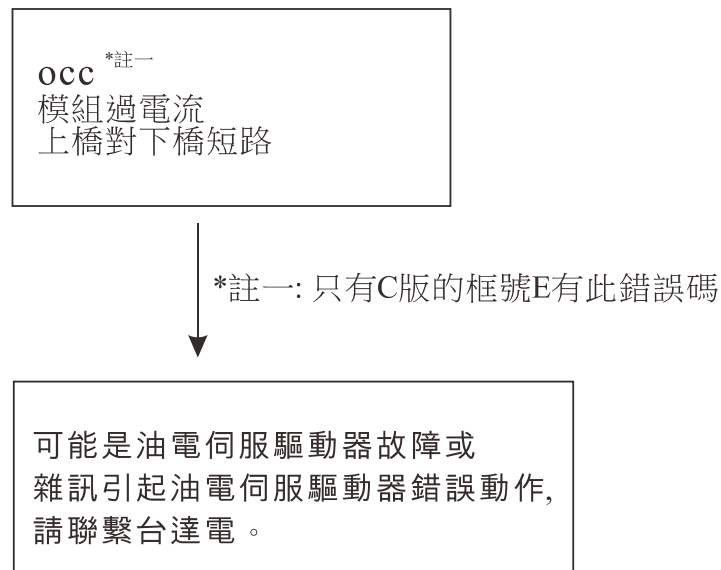 occ *註一
模組過電流
上橋對下橋短路
*註一: 只有C版的框號E有此錯誤碼
可能是油電伺服驅動器故障或
雜訊引起油電伺服驅動器錯誤動作,
請聯繫台達電。